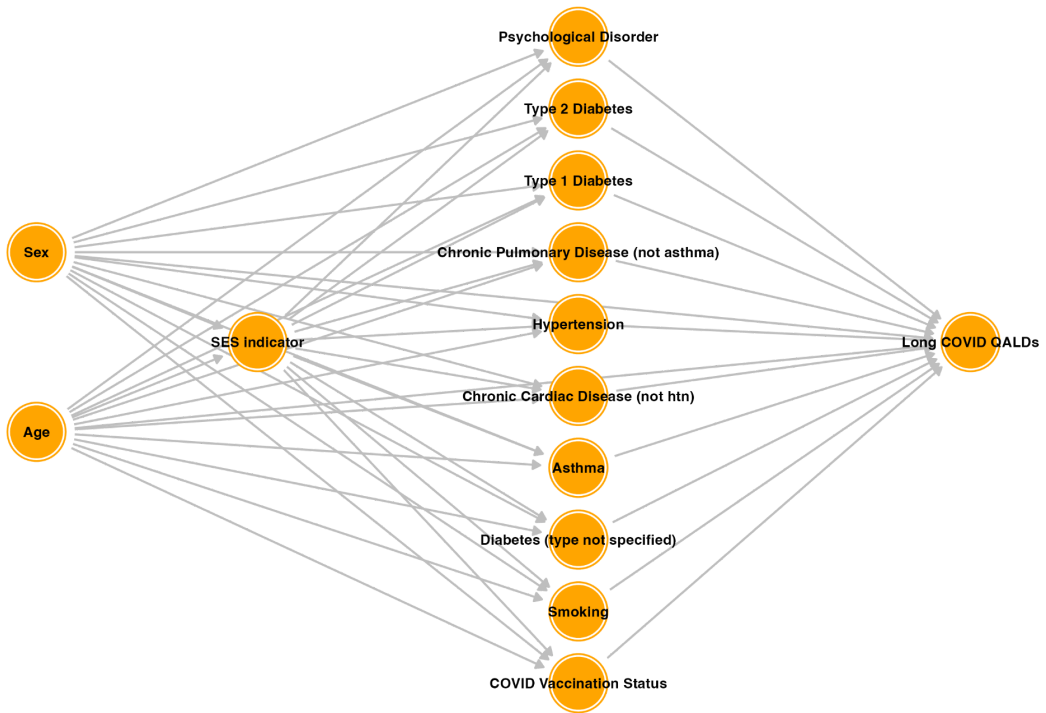 Psychological Disorder
Type 2 Diabetes
Type 1 Diabetes
Sex
Chronic Pulmonary Disease (not asthma)
Hypertension
SES indicator
Long COVID QALDs
Chronic Cardiac Disease (not htn)
Age
Asthma
Diabetes (type not specified)
Smoking
COVID Vaccination Status